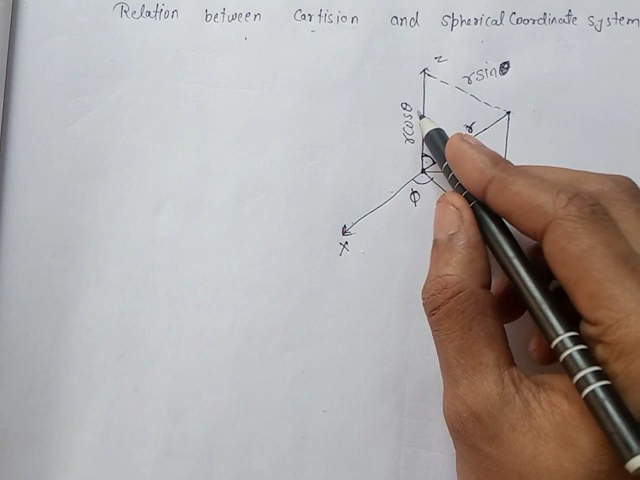 Relation between Cartision and Spherical Coordinate system
z
rsinθ
rcosθ
r
φ
X